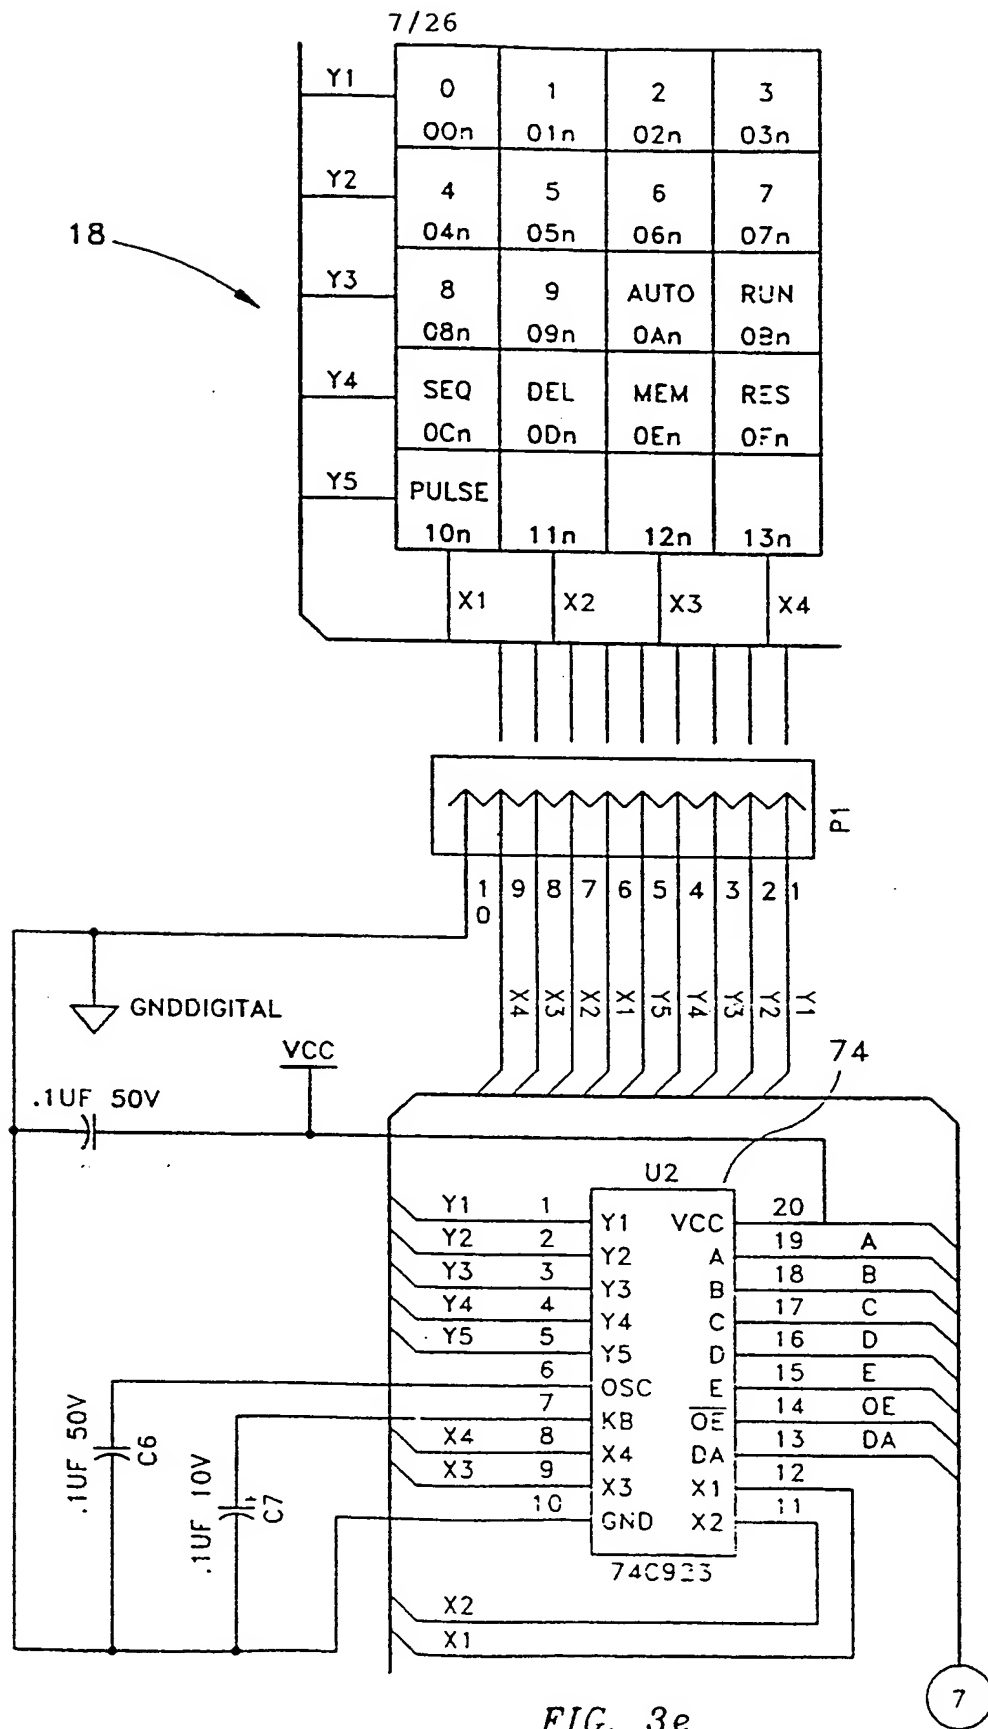 7/26
Y1 0 1 2 3
00n 01n 02n 03n
Y2 4 5 6 7
04n 05n 06n 07n
18
Y3 8 9 AUTO RUN
08n 09n 0An 0Bn
Y4 SEQ DEL MEM RES
0Cn 0Dn 0En 0Fn
Y5 PULSE
10n 11n 12n 13n
X1 X2 X3 X4
P1
10 9 8 7 6 5 4 3 2 1
X4 X3 X2 X1 Y5 Y4 Y3 Y2 Y1
GNDDIGITAL
VCC
74
.1UF 50V
U2
Y1 1 Y1 VCC 20
Y2 2 Y2 A 19 A
Y3 3 Y3 B 18 B
Y4 4 Y4 C 17 C
Y5 5 Y5 D 16 D
6 OSC E 15 E
7 KB OE 14 OE
X4 8 X4 DA 13 DA
X3 9 X3 X1 12
10 GND X2 11
74C923
.1UF 50V C6
.1UF 10V C7
X2
X1
7
FIG. 3e